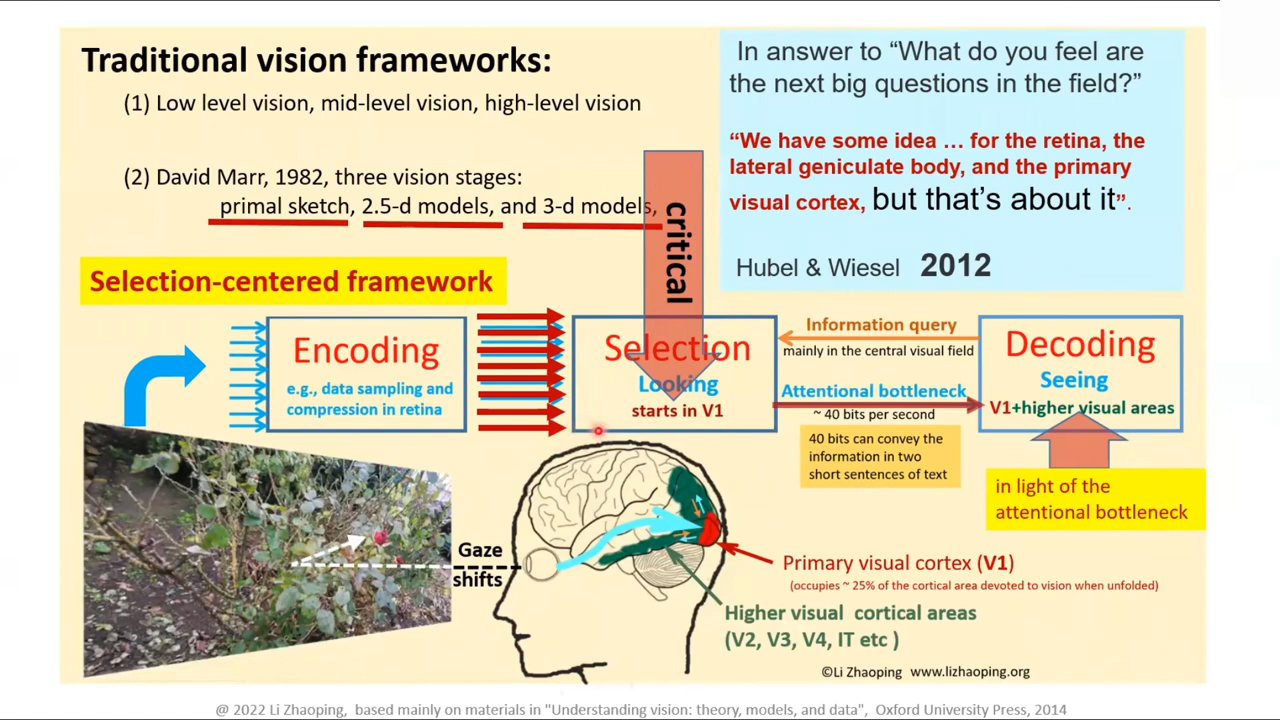 Traditional vision frameworks:
(1) Low level vision, mid-level vision, high-level vision
(2) David Marr, 1982, three vision stages:
primal sketch, 2.5-d models, and 3-d models,
In answer to “What do you feel are
the next big questions in the field?”
“We have some idea … for the retina, the
lateral geniculate body, and the primary
visual cortex, but that’s about it”.
Hubel & Wiesel 2012
critical
Selection-centered framework
Encoding
e.g., data sampling and
compression in retina
Selection
Looking
starts in V1
Information query
mainly in the central visual field
Attentional bottleneck
~ 40 bits per second
40 bits can convey the
information in two
short sentences of text
Decoding
Seeing
V1+higher visual areas
in light of the
attentional bottleneck
Gaze
shifts
Primary visual cortex (V1)
(occupies ~ 25% of the cortical area devoted to vision when unfolded)
Higher visual cortical areas
(V2, V3, V4, IT etc )
©Li Zhaoping www.lizhaoping.org
@ 2022 Li Zhaoping, based mainly on materials in "Understanding vision: theory, models, and data", Oxford University Press, 2014